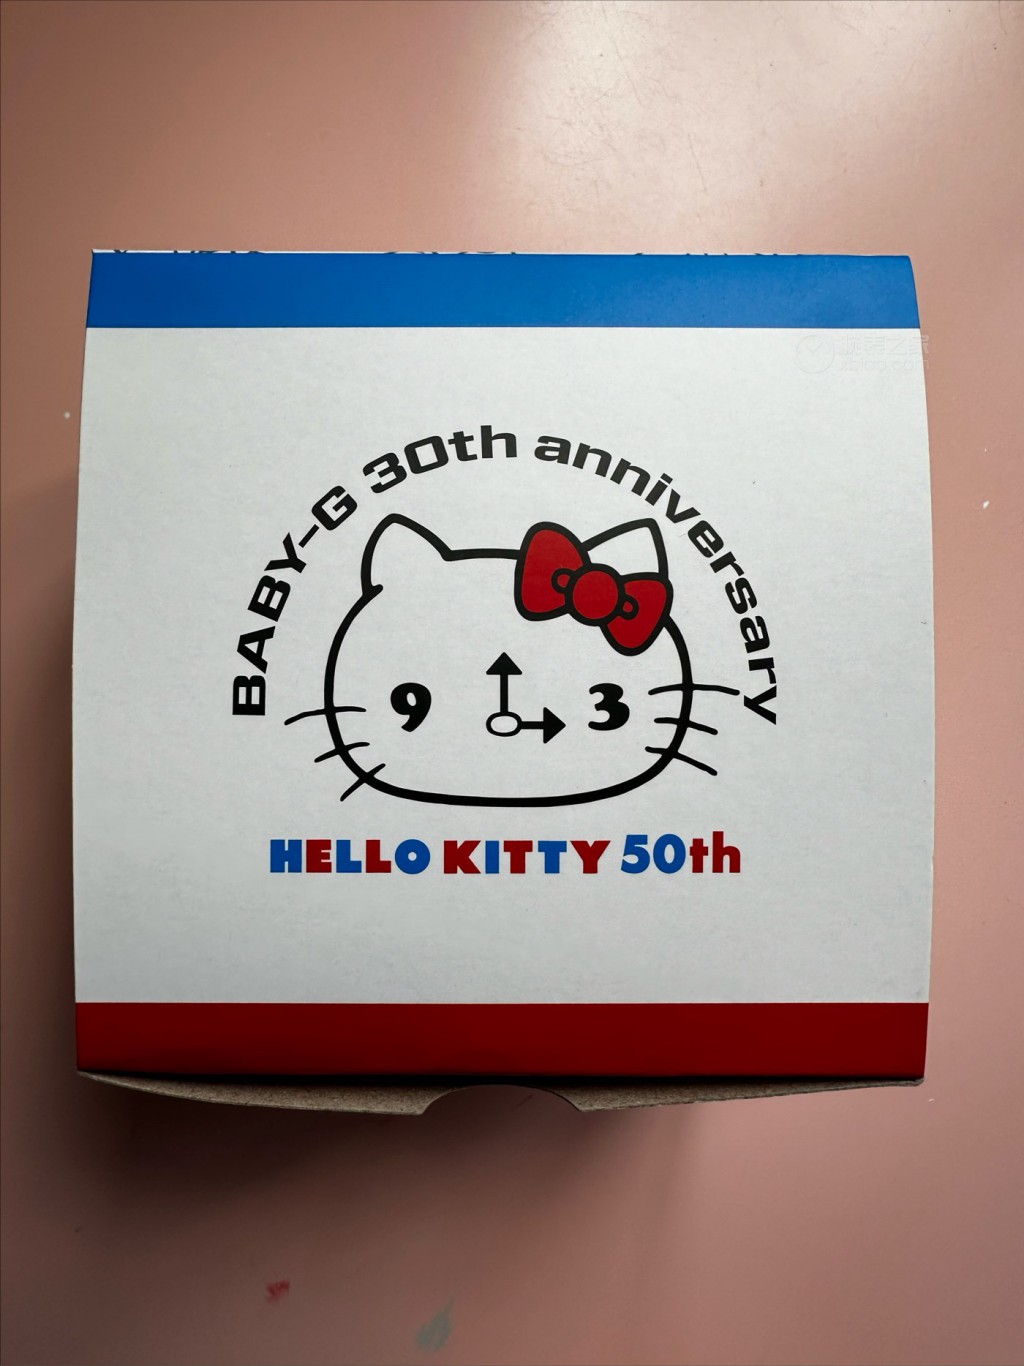 BABY-G 30th anniversary
9 3
HELLO KITTY 50th